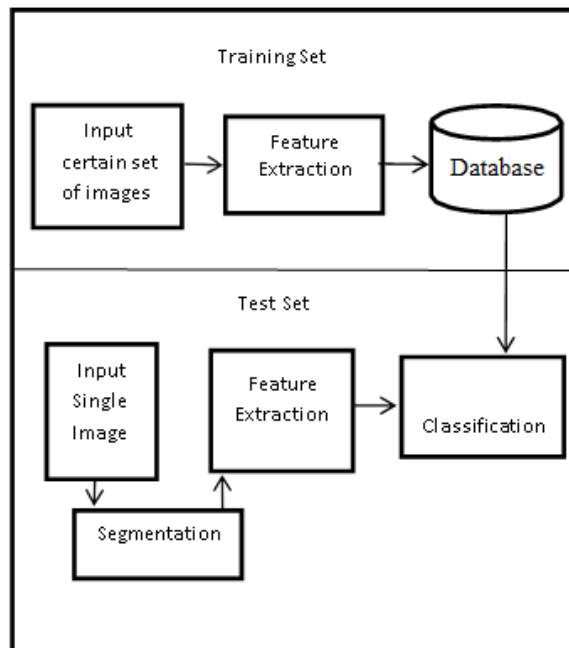 Training Set
Input
certain set
of images
Feature
Extraction
Database
Test Set
Input
Single
Image
Segmentation
Feature
Extraction
Classification